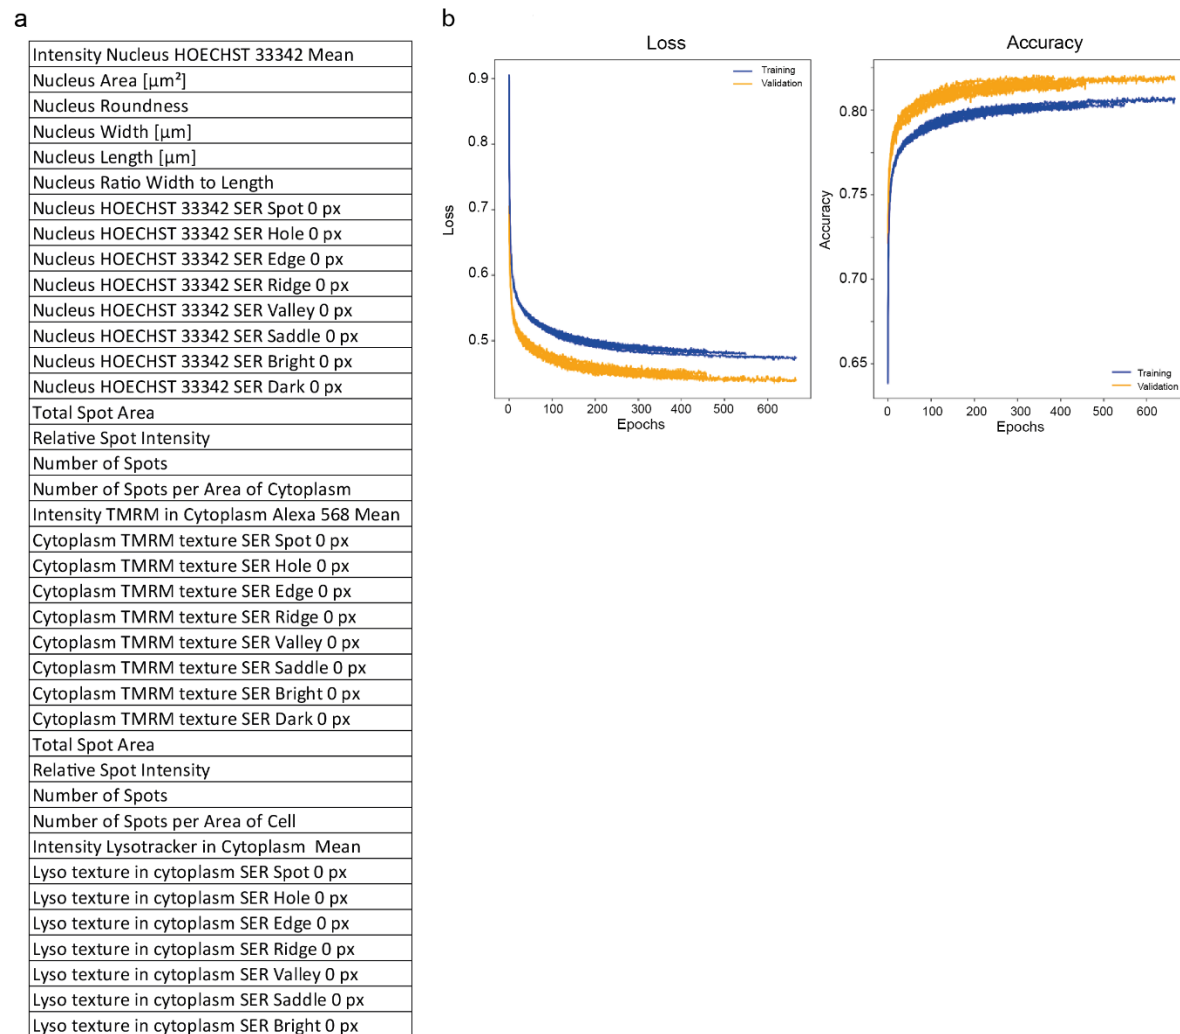 a
Intensity Nucleus HOECHST 33342 Mean
Nucleus Area [µm²]
Nucleus Roundness
Nucleus Width [µm]
Nucleus Length [µm]
Nucleus Ratio Width to Length
Nucleus HOECHST 33342 SER Spot 0 px
Nucleus HOECHST 33342 SER Hole 0 px
Nucleus HOECHST 33342 SER Edge 0 px
Nucleus HOECHST 33342 SER Ridge 0 px
Nucleus HOECHST 33342 SER Valley 0 px
Nucleus HOECHST 33342 SER Saddle 0 px
Nucleus HOECHST 33342 SER Bright 0 px
Nucleus HOECHST 33342 SER Dark 0 px
Total Spot Area
Relative Spot Intensity
Number of Spots
Number of Spots per Area of Cytoplasm
Intensity TMRM in Cytoplasm Alexa 568 Mean
Cytoplasm TMRM texture SER Spot 0 px
Cytoplasm TMRM texture SER Hole 0 px
Cytoplasm TMRM texture SER Edge 0 px
Cytoplasm TMRM texture SER Ridge 0 px
Cytoplasm TMRM texture SER Valley 0 px
Cytoplasm TMRM texture SER Saddle 0 px
Cytoplasm TMRM texture SER Bright 0 px
Cytoplasm TMRM texture SER Dark 0 px
Total Spot Area
Relative Spot Intensity
Number of Spots
Number of Spots per Area of Cell
Intensity Lysotracker in Cytoplasm Mean
Lyso texture in cytoplasm SER Spot 0 px
Lyso texture in cytoplasm SER Hole 0 px
Lyso texture in cytoplasm SER Edge 0 px
Lyso texture in cytoplasm SER Ridge 0 px
Lyso texture in cytoplasm SER Valley 0 px
Lyso texture in cytoplasm SER Saddle 0 px
Lyso texture in cytoplasm SER Bright 0 px
b
Loss
Training
Validation
Loss
0.9
0.8
0.7
0.6
0.5
0 100 200 300 400 500 600
Epochs
Accuracy
Accuracy
0.80
0.75
0.70
0.65
Training
Validation
0 100 200 300 400 500 600
Epochs